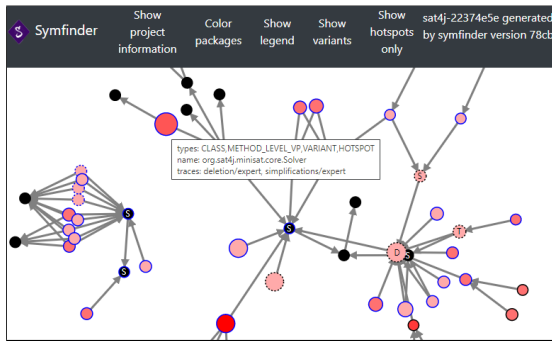 Symfinder
Show
project
information
Color
packages
Show
legend
Show
variants
Show
hotspots
only
sat4j-22374e5e generated
by symfinder version 78cb
types: CLASS,METHOD_LEVEL_VP,VARIANT,HOTSPOT
name: org.sat4j.minisat.core.Solver
traces: deletion/expert, simplifications/expert
S
S
S
S
S
T
D
S